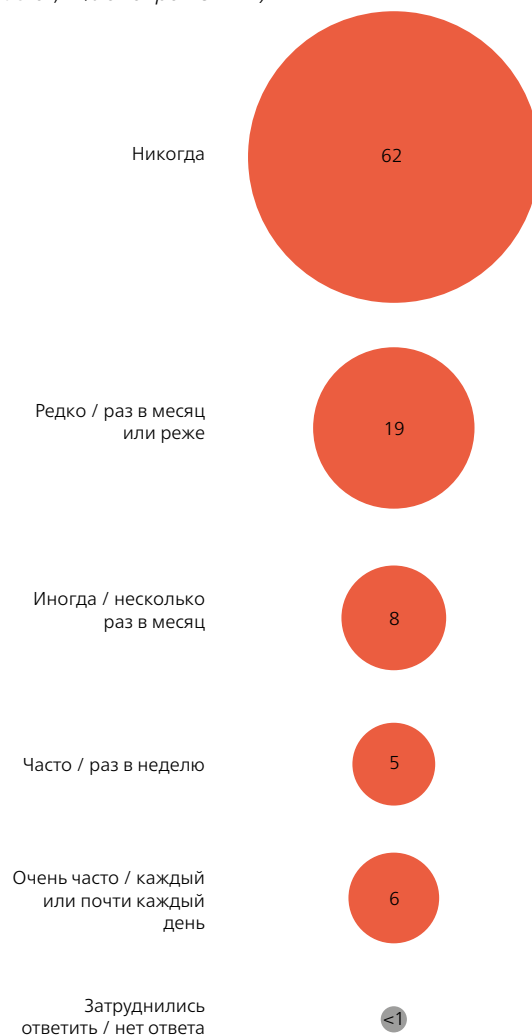 Никогда
62
Редко / раз в месяц
или реже
19
Иногда / несколько
раз в месяц
8
Часто / раз в неделю
5
Очень часто / каждый
или почти каждый
день
6
Затруднились
ответить / нет ответа
<1